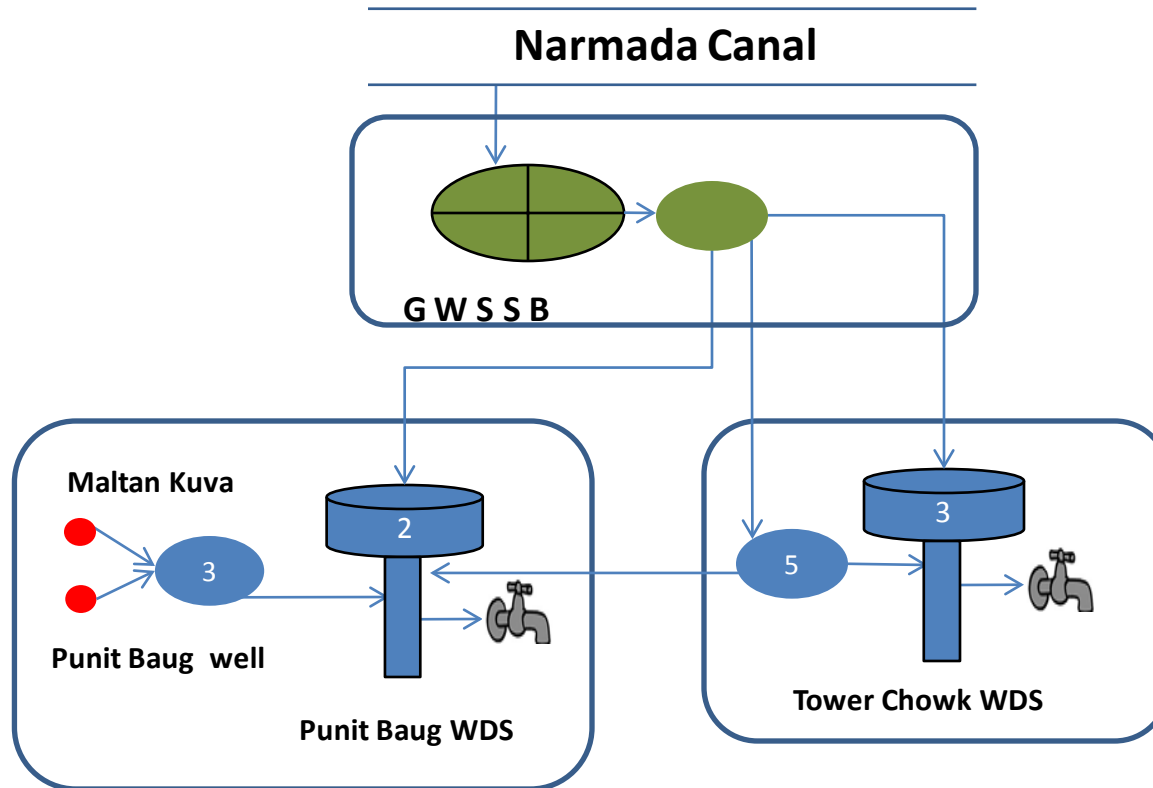 Narmada Canal
G W S S B
Maltan Kuva
2
3
3
5
Punit Baug well
Punit Baug WDS
Tower Chowk WDS